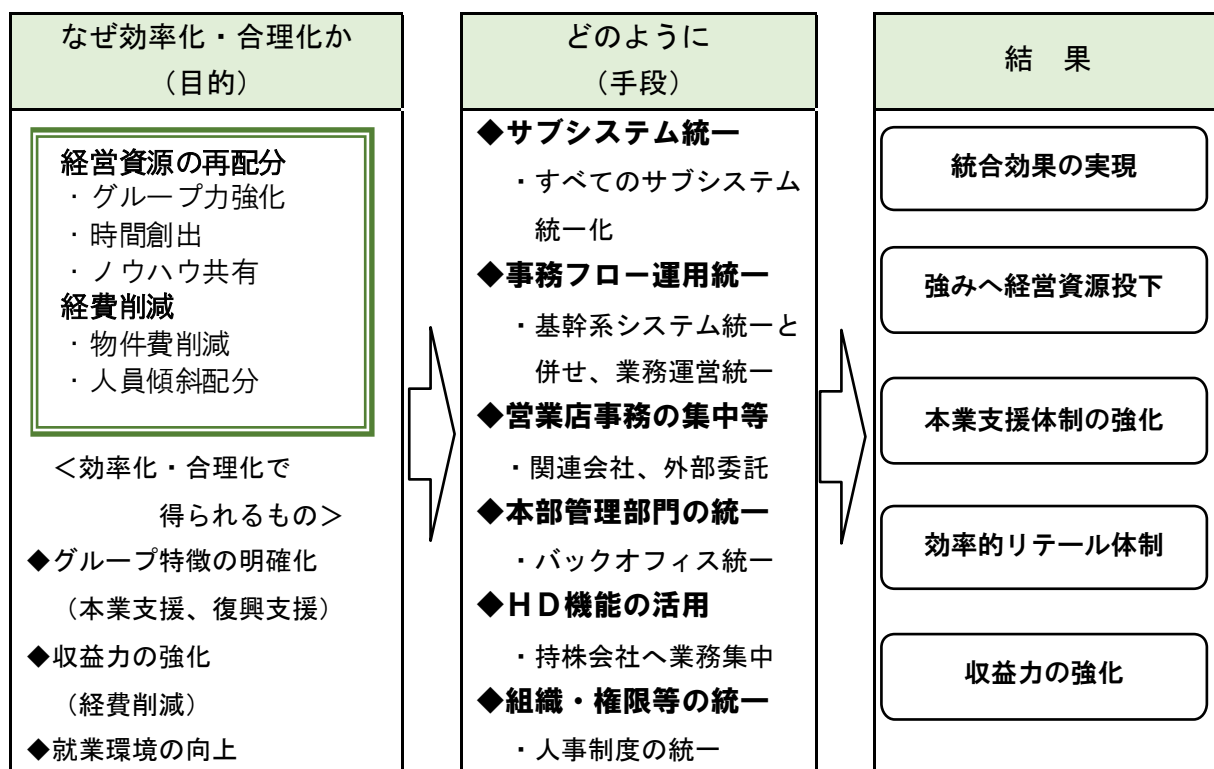 なぜ効率化・合理化か
（目的）
経営資源の再配分
・グループ力強化
・時間創出
・ノウハウ共有
経費削減
・物件費削減
・人員傾斜配分
＜効率化・合理化で
得られるもの＞
◆グループ特徴の明確化
（本業支援、復興支援）
◆収益力の強化
（経費削減）
◆就業環境の向上
どのように
（手段）
◆サブシステム統一
・すべてのサブシステム
統一化
◆事務フロー運用統一
・基幹系システム統一と
併せ、業務運営統一
◆営業店事務の集中等
・関連会社、外部委託
◆本部管理部門の統一
・バックオフィス統一
◆ＨＤ機能の活用
・持株会社へ業務集中
◆組織・権限等の統一
・人事制度の統一
結　果
統合効果の実現
強みへ経営資源投下
本業支援体制の強化
効率的リテール体制
収益力の強化